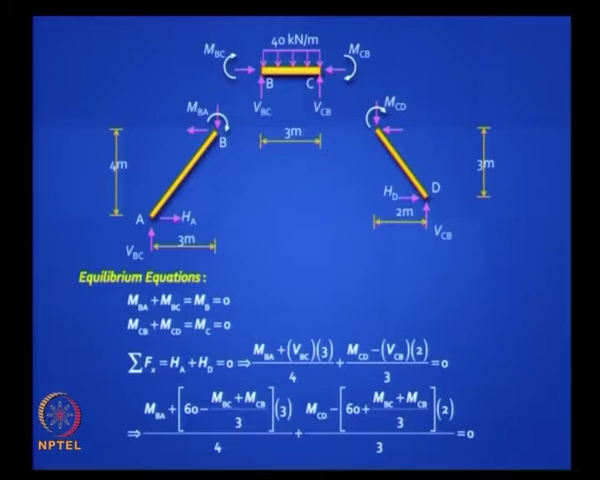 40 kN/m
M_BC M_CB
B C
M_BA V_BC V_CB M_CD
3m
B
4m 3m
A H_A H_D D
3m 2m
V_BC V_CB
Equilibrium Equations :
M_BA + M_BC = M_B = 0
M_CB + M_CD = M_C = 0
∑F_x = H_A + H_D = 0 ⇒ (M_BA + (V_BC)(3))/4 + (M_CD − (V_CB)(2))/3 = 0
⇒ (M_BA + [60 − (M_BC + M_CB)/3](3))/4 + (M_CD − [60 + (M_BC + M_CB)/3](2))/3 = 0
NPTEL